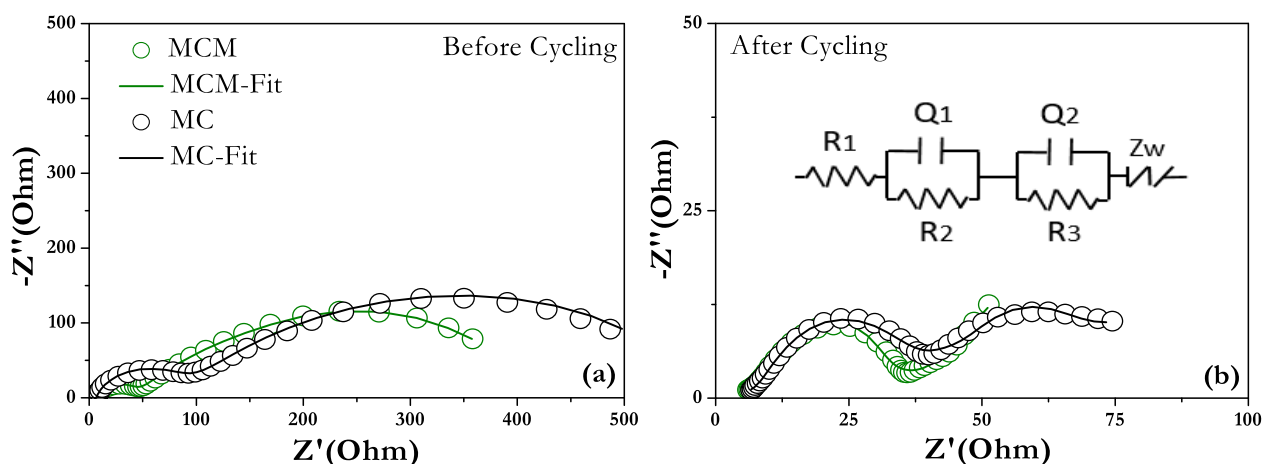 500
400
300
200
100
0
-Z''(Ohm)
MCM
MCM-Fit
MC
MC-Fit
Before Cycling
(a)
0 100 200 300 400 500
Z'(Ohm)
50
25
0
-Z''(Ohm)
After Cycling
Q1 Q2
R1 Zw
R2 R3
(b)
0 25 50 75 100
Z'(Ohm)